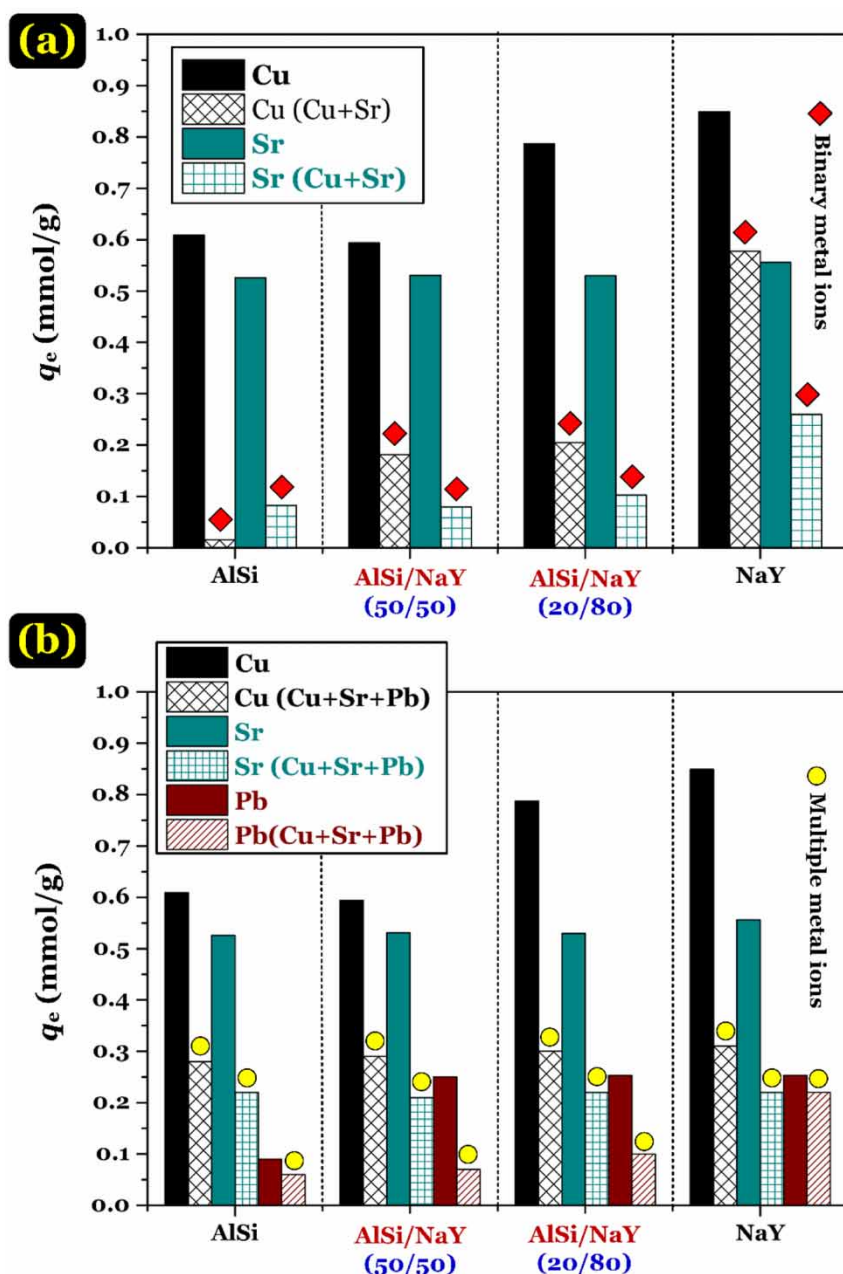 (a)
1.0
0.9
0.8
0.7
0.6
0.5
0.4
0.3
0.2
0.1
0.0
qe (mmol/g)
Cu
Cu (Cu+Sr)
Sr
Sr (Cu+Sr)
Binary metal
ions
AlSi
AlSi/NaY
(50/50)
AlSi/NaY
(20/80)
NaY
(b)
1.0
0.9
0.8
0.7
0.6
0.5
0.4
0.3
0.2
0.1
0.0
qe (mmol/g)
Cu
Cu (Cu+Sr+Pb)
Sr
Sr (Cu+Sr+Pb)
Pb
Pb(Cu+Sr+Pb)
Multiple metal ions
AlSi
AlSi/NaY
(50/50)
AlSi/NaY
(20/80)
NaY